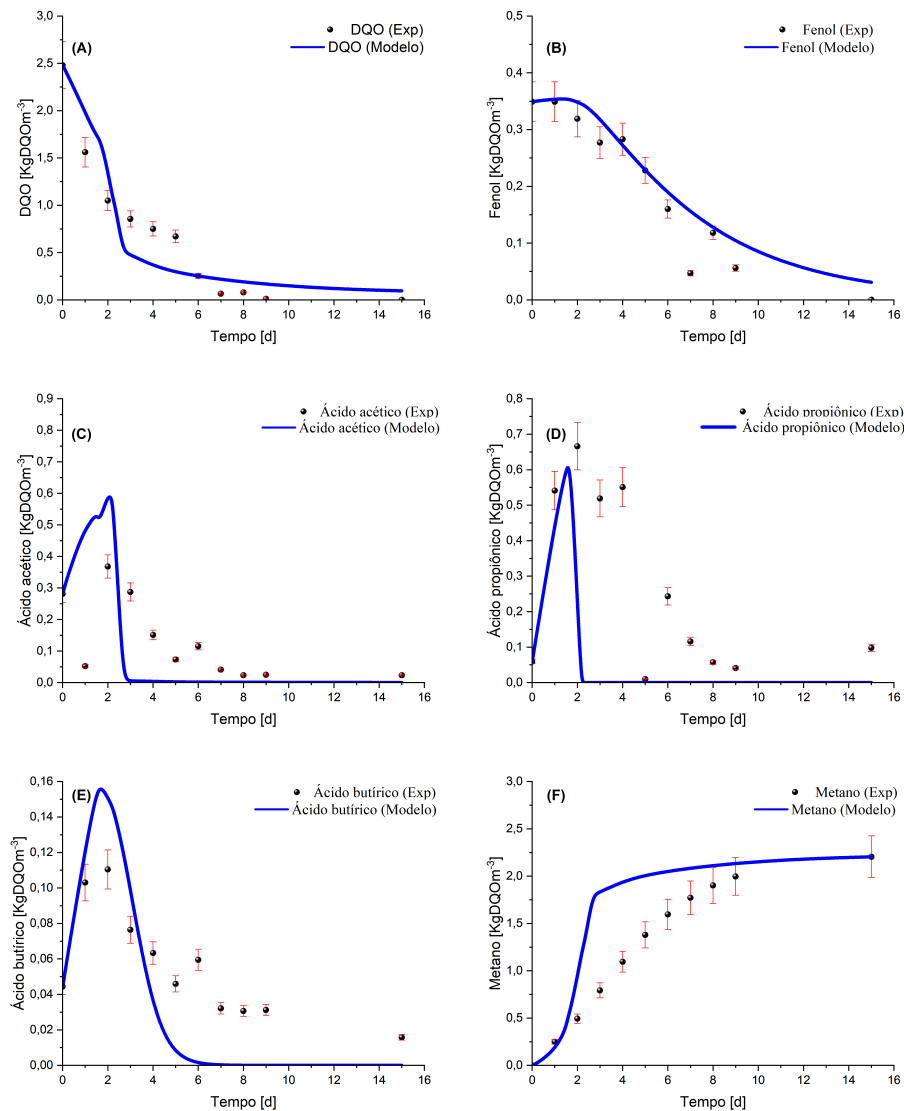 (A)
DQO (Exp)
DQO (Modelo)
3,0
2,5
2,0
1,5
1,0
0,5
0,0
DQO [KgDQOm-3]
0 2 4 6 8 10 12 14 16
Tempo [d]
(B)
Fenol (Exp)
Fenol (Modelo)
0,5
0,4
0,3
0,2
0,1
0,0
Fenol [KgDQOm-3]
0 2 4 6 8 10 12 14 16
Tempo [d]
(C)
Ácido acético (Exp)
Ácido acético (Modelo)
0,9
0,8
0,7
0,6
0,5
0,4
0,3
0,2
0,1
0,0
Ácido acético [KgDQOm-3]
0 2 4 6 8 10 12 14 16
Tempo [d]
(D)
Ácido propiônico (Exp)
Ácido propiônico (Modelo)
0,8
0,7
0,6
0,5
0,4
0,3
0,2
0,1
0,0
Ácido propiônico [KgDQOm-3]
0 2 4 6 8 10 12 14 16
Tempo [d]
(E)
Ácido butírico (Exp)
Ácido butírico (Modelo)
0,16
0,14
0,12
0,10
0,08
0,06
0,04
0,02
0,00
Ácido butírico [KgDQOm-3]
0 2 4 6 8 10 12 14 16
Tempo [d]
(F)
Metano (Exp)
Metano (Modelo)
3,0
2,5
2,0
1,5
1,0
0,5
0,0
Metano [KgDQOm-3]
0 2 4 6 8 10 12 14 16
Tempo [d]